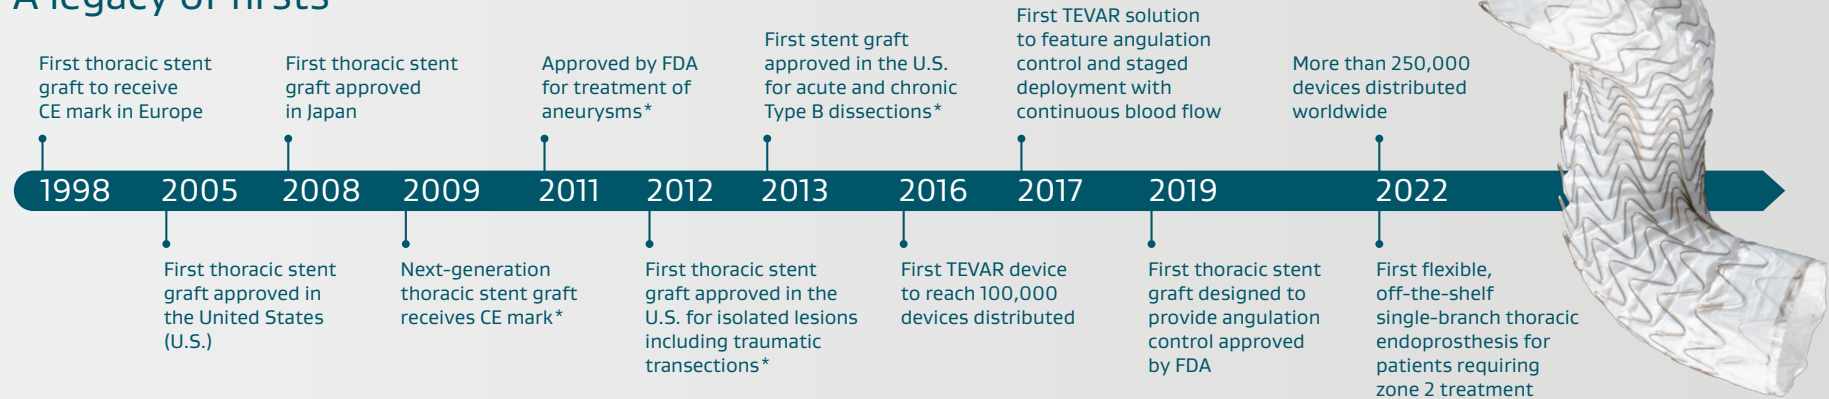 A legacy of firsts
First thoracic stent
graft to receive
CE mark in Europe
First thoracic stent
graft approved
in Japan
Approved by FDA
for treatment of
aneurysms*
First stent graft
approved in the U.S.
for acute and chronic
Type B dissections*
First TEVAR solution
to feature angulation
control and staged
deployment with
continuous blood flow
More than 250,000
devices distributed
worldwide
1998 2005 2008 2009 2011 2012 2013 2016 2017 2019 2022
First thoracic stent
graft approved in
the United States
(U.S.)
Next-generation
thoracic stent graft
receives CE mark*
First thoracic stent
graft approved in the
U.S. for isolated lesions
including traumatic
transections*
First TEVAR device
to reach 100,000
devices distributed
First thoracic stent
graft designed to
provide angulation
control approved
by FDA
First flexible,
off-the-shelf
single-branch thoracic
endoprosthesis for
patients requiring
zone 2 treatment